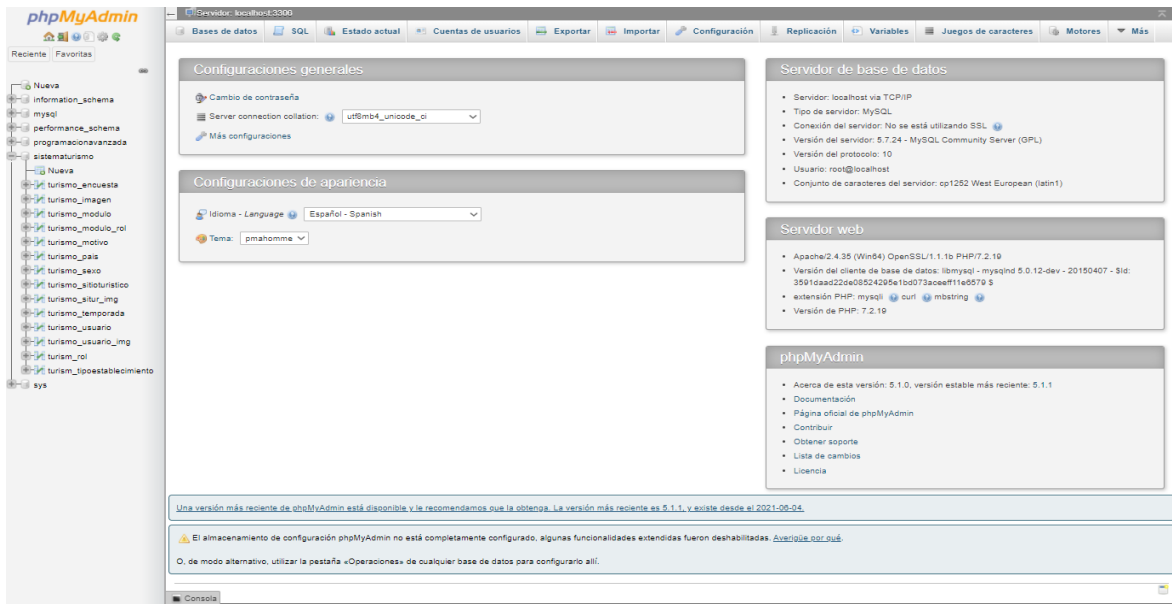 phpMyAdmin
Reciente Favoritas
Nueva
information_schema
mysql
performance_schema
programacionavanzada
sistematurismo
Nueva
turismo_encuesta
turismo_imagen
turismo_modulo
turismo_modulo_rol
turismo_motivo
turismo_pais
turismo_sexo
turismo_sitioturistico
turismo_situr_img
turismo_temporada
turismo_usuario
turismo_usuario_img
turism_rol
turism_tipoestablecimiento
sys
Servidor: localhost:3306
Bases de datos SQL Estado actual Cuentas de usuarios Exportar Importar Configuración Replicación Variables Juegos de caracteres Motores Más
Configuraciones generales
Cambio de contraseña
Server connection collation: utf8mb4_unicode_ci
Más configuraciones
Configuraciones de apariencia
Idioma - Language Español - Spanish
Tema: pmahomme
Servidor de base de datos
• Servidor: localhost via TCP/IP
• Tipo de servidor: MySQL
• Conexión del servidor: No se está utilizando SSL
• Versión del servidor: 5.7.24 - MySQL Community Server (GPL)
• Versión del protocolo: 10
• Usuario: root@localhost
• Conjunto de caracteres del servidor: cp1252 West European (latin1)
Servidor web
• Apache/2.4.35 (Win64) OpenSSL/1.1.1b PHP/7.2.19
• Versión del cliente de base de datos: libmysql - mysqlnd 5.0.12-dev - 20150407 - $Id:
3591daad22de08524295e1bd073aceeff11e6579 $
• extensión PHP: mysqli curl mbstring
• Versión de PHP: 7.2.19
phpMyAdmin
• Acerca de esta versión: 5.1.0, versión estable más reciente: 5.1.1
• Documentación
• Página oficial de phpMyAdmin
• Contribuir
• Obtener soporte
• Lista de cambios
• Licencia
Una versión más reciente de phpMyAdmin está disponible y le recomendamos que la obtenga. La versión más reciente es 5.1.1, y existe desde el 2021-06-04.
El almacenamiento de configuración phpMyAdmin no está completamente configurado, algunas funcionalidades extendidas fueron deshabilitadas. Averigüe por qué.
O, de modo alternativo, utilizar la pestaña «Operaciones» de cualquier base de datos para configurarlo allí.
Consola